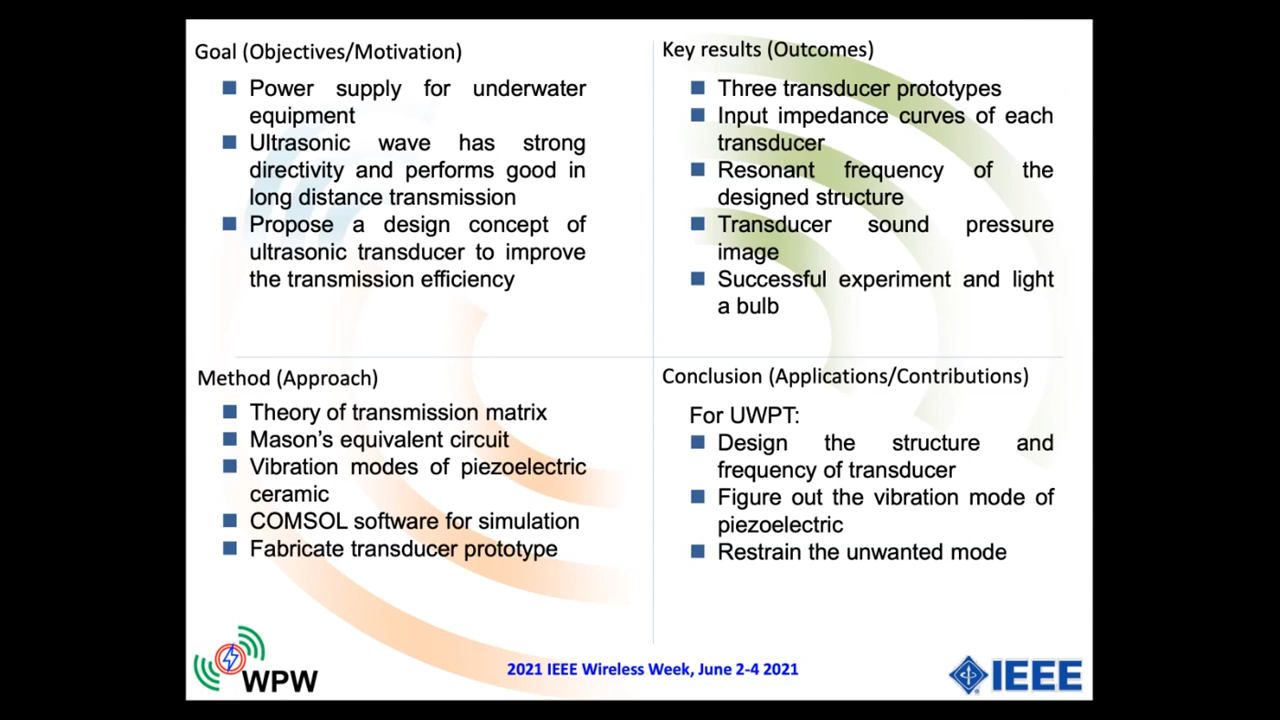 Goal (Objectives/Motivation)
Power supply for underwater
equipment
Ultrasonic wave has strong
directivity and performs good in
long distance transmission
Propose a design concept of
ultrasonic transducer to improve
the transmission efficiency
Key results (Outcomes)
Three transducer prototypes
Input impedance curves of each
transducer
Resonant frequency of the
designed structure
Transducer sound pressure
image
Successful experiment and light
a bulb
Method (Approach)
Theory of transmission matrix
Mason's equivalent circuit
Vibration modes of piezoelectric
ceramic
COMSOL software for simulation
Fabricate transducer prototype
Conclusion (Applications/Contributions)
For UWPT:
Design the structure and
frequency of transducer
Figure out the vibration mode of
piezoelectric
Restrain the unwanted mode
WPW
2021 IEEE Wireless Week, June 2-4 2021
IEEE